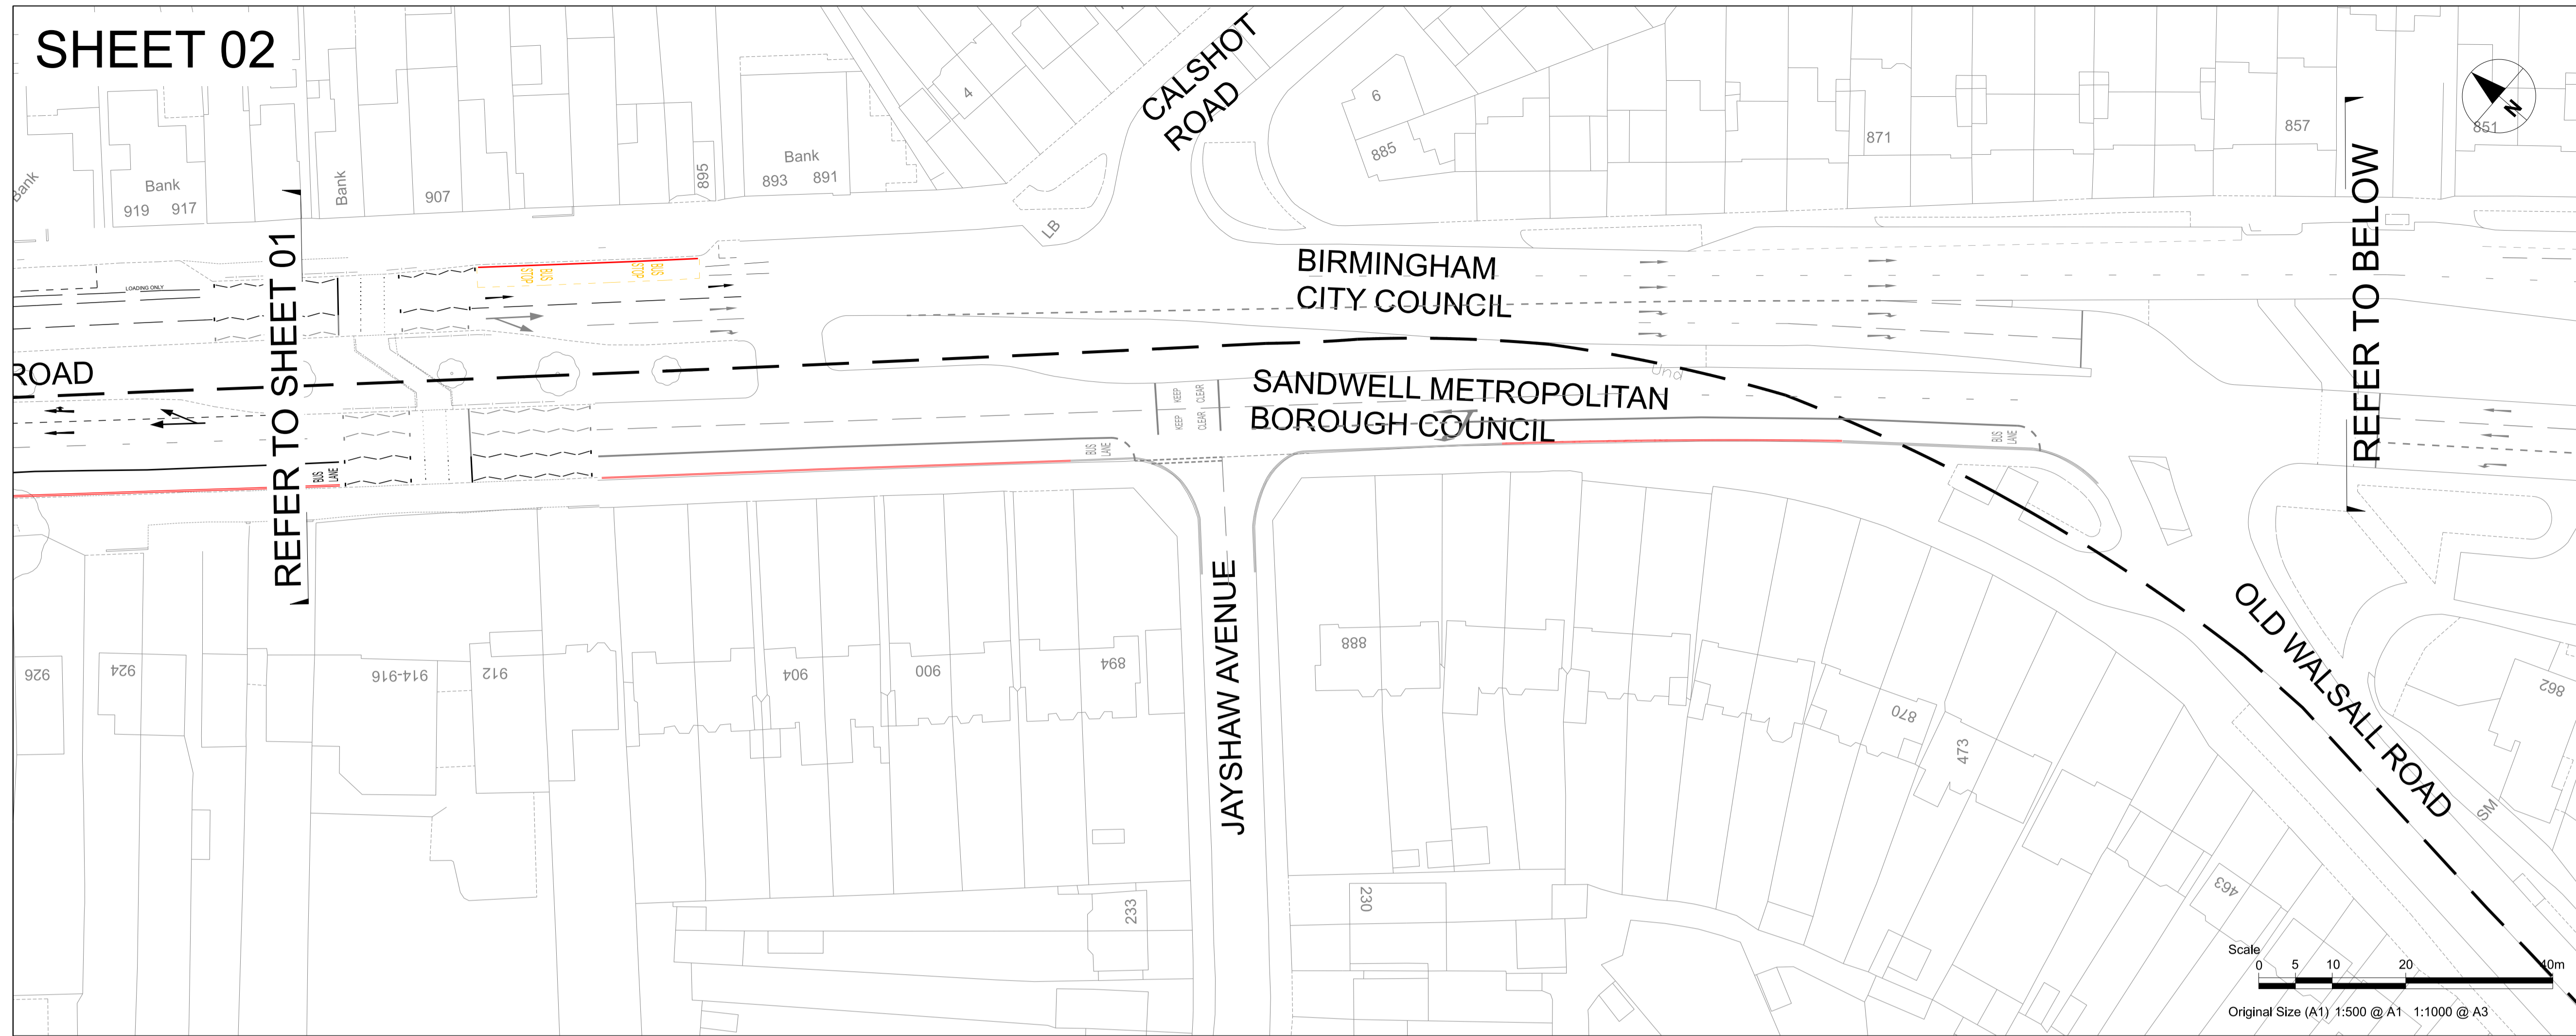 SHEET 02
CALSHOT
ROAD
4
6
885
871
857
851
N
Bank
Bank
919 917
Bank
907
895
Bank
893 891
LB
REFER TO SHEET 01
REFER TO BELOW
LOADING ONLY
BUS
STOP
BUS
STOP
BIRMINGHAM
CITY COUNCIL
ROAD
SANDWELL METROPOLITAN
BOROUGH COUNCIL
Und
KEEP
CLEAR
KEEP
CLEAR
BUS
LANE
BUS
LANE
BUS
LANE
JAYSHAW AVENUE
OLD WALSALL ROAD
926
924
914-916
912
904
900
894
888
870
473
862
SM
463
233
230
Scale
0 5 10 20 40m
Original Size (A1) 1:500 @ A1 1:1000 @ A3